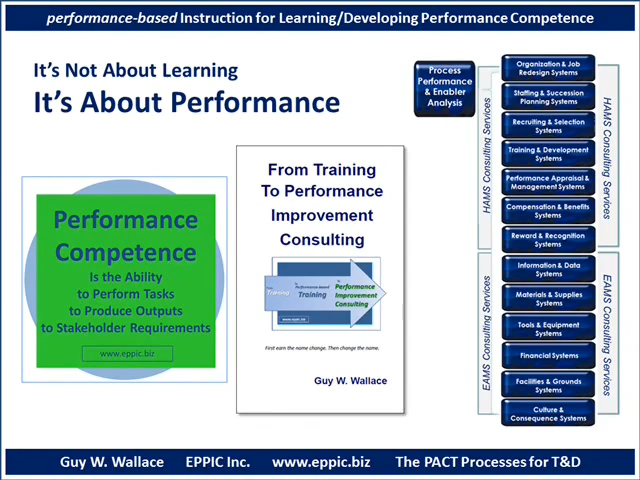 performance-based Instruction for Learning/Developing Performance Competence
It's Not About Learning
It's About Performance
Performance
Competence
Is the Ability
to Perform Tasks
to Produce Outputs
to Stakeholder Requirements
www.eppic.biz
From Training
To Performance
Improvement
Consulting
Training
Performance-based
Training
Performance
Improvement
Consulting
www.eppic.biz
First earn the name change. Then change the name.
Guy W. Wallace
Process
Performance
& Enabler
Analysis
HAMS Consulting Services
EAMS Consulting Services
Organization & Job
Redesign Systems
Staffing & Succession
Planning Systems
Recruiting & Selection
Systems
Training & Development
Systems
Performance Appraisal &
Management Systems
Compensation & Benefits
Systems
Reward & Recognition
Systems
Information & Data
Systems
Materials & Supplies
Systems
Tools & Equipment
Systems
Financial Systems
Facilities & Grounds
Systems
Culture &
Consequence Systems
HAMS Consulting Services
EAMS Consulting Services
Guy W. Wallace EPPIC Inc. www.eppic.biz The PACT Processes for T&D